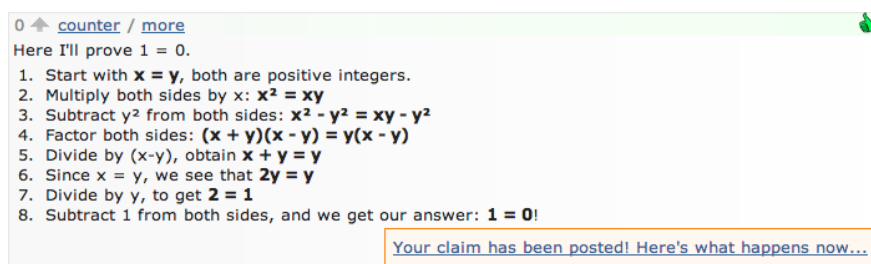 0 counter / more
Here I'll prove 1 = 0.
1. Start with x = y, both are positive integers.
2. Multiply both sides by x: x² = xy
3. Subtract y² from both sides: x² - y² = xy - y²
4. Factor both sides: (x + y)(x - y) = y(x - y)
5. Divide by (x-y), obtain x + y = y
6. Since x = y, we see that 2y = y
7. Divide by y, to get 2 = 1
8. Subtract 1 from both sides, and we get our answer: 1 = 0!
Your claim has been posted! Here's what happens now...